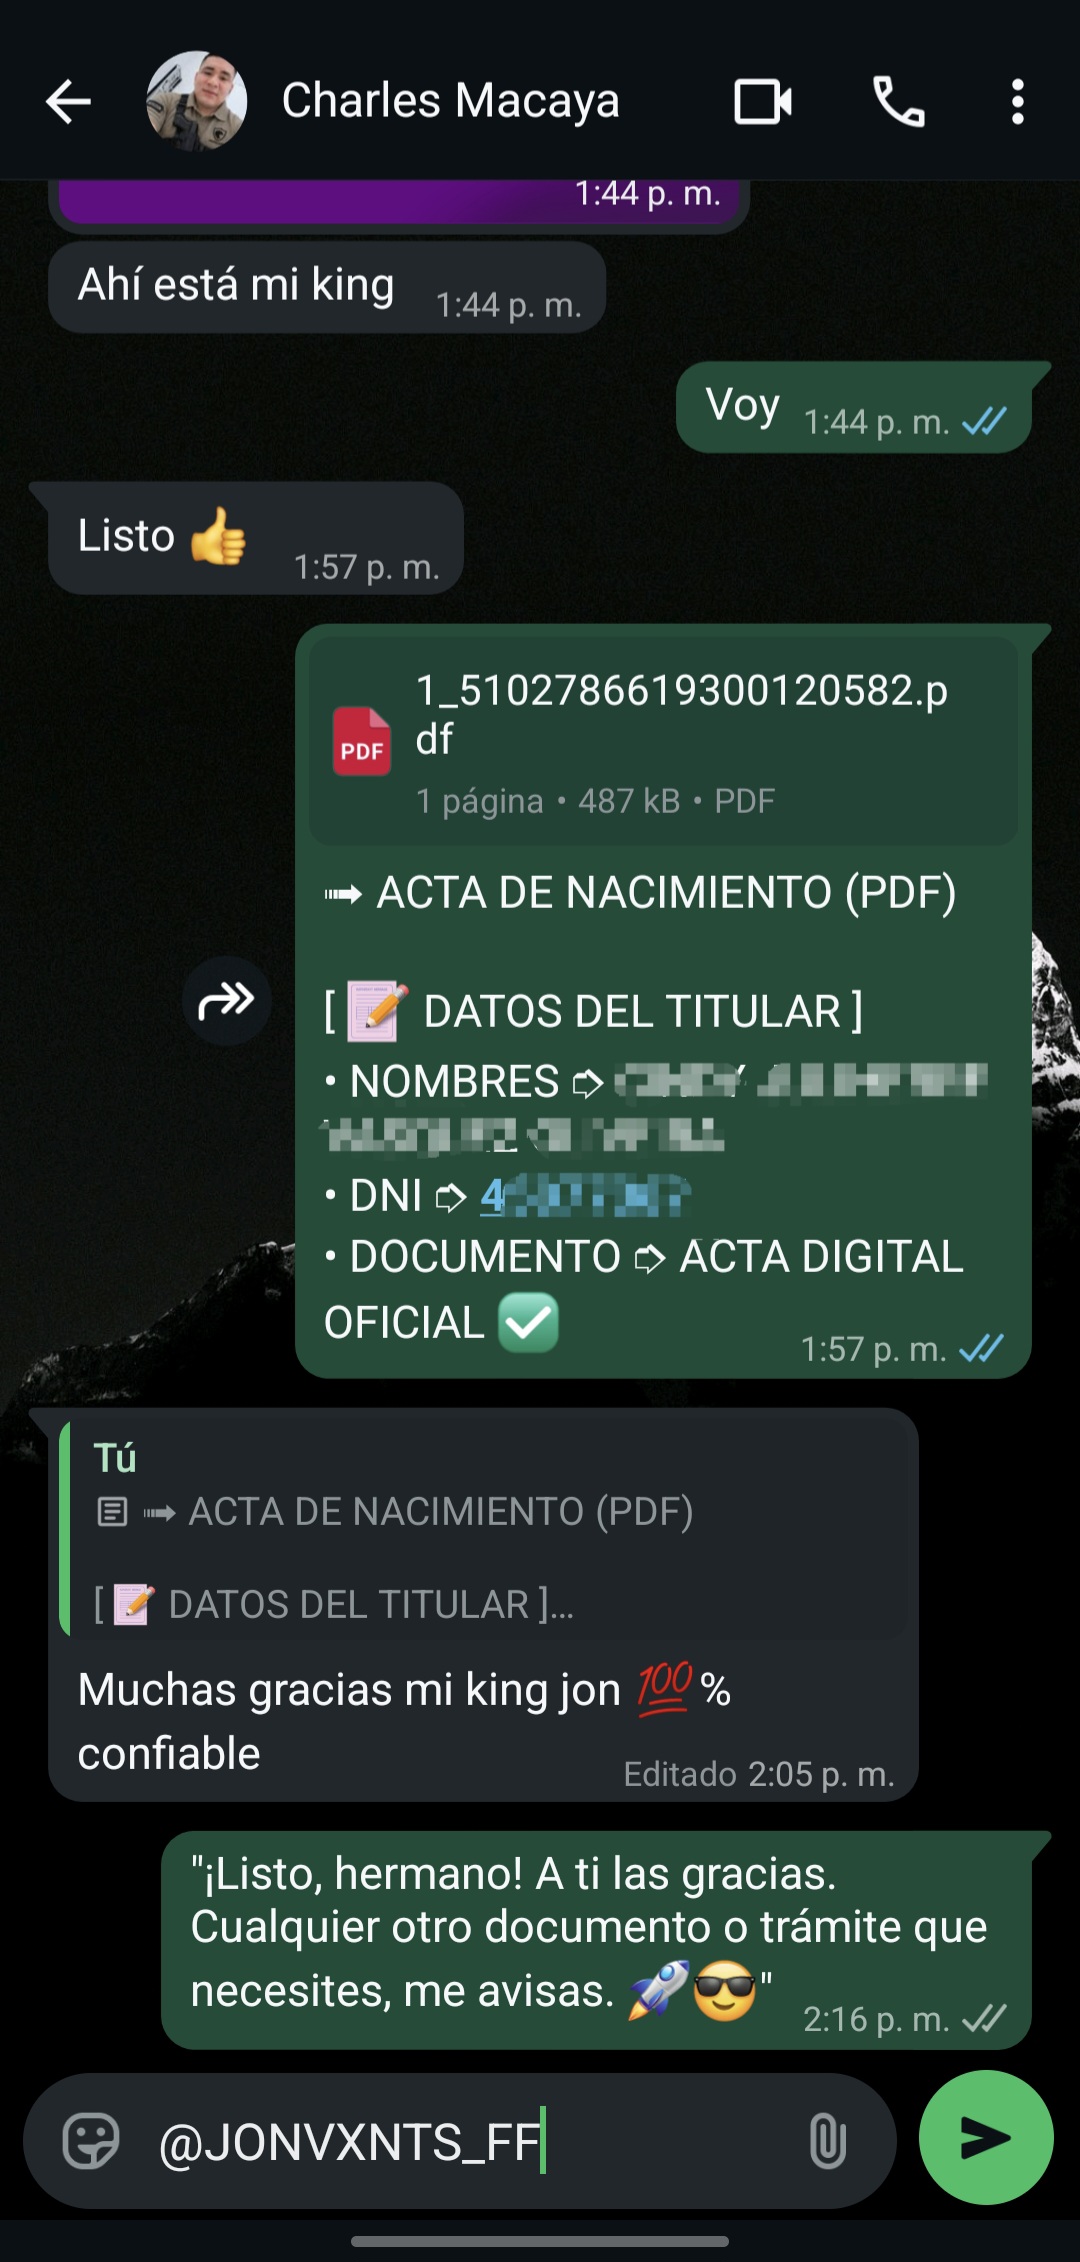 Charles Macaya
1:44 p. m.
Ahí está mi king
1:44 p. m.
Voy
1:44 p. m.
Listo 👍
1:57 p. m.
1_5102786619300120582.p
df
PDF
1 página • 487 kB • PDF
➟ ACTA DE NACIMIENTO (PDF)
[ 📝 DATOS DEL TITULAR ]
• NOMBRES ➩
• DNI ➩
• DOCUMENTO ➩ ACTA DIGITAL
OFICIAL ✅
1:57 p. m.
Tú
➟ ACTA DE NACIMIENTO (PDF)
[ 📝 DATOS DEL TITULAR ]...
Muchas gracias mi king jon 💯%
confiable
Editado 2:05 p. m.
"¡Listo, hermano! A ti las gracias.
Cualquier otro documento o trámite que
necesites, me avisas. 🚀😎"
2:16 p. m.
@JONVXNTS_FF